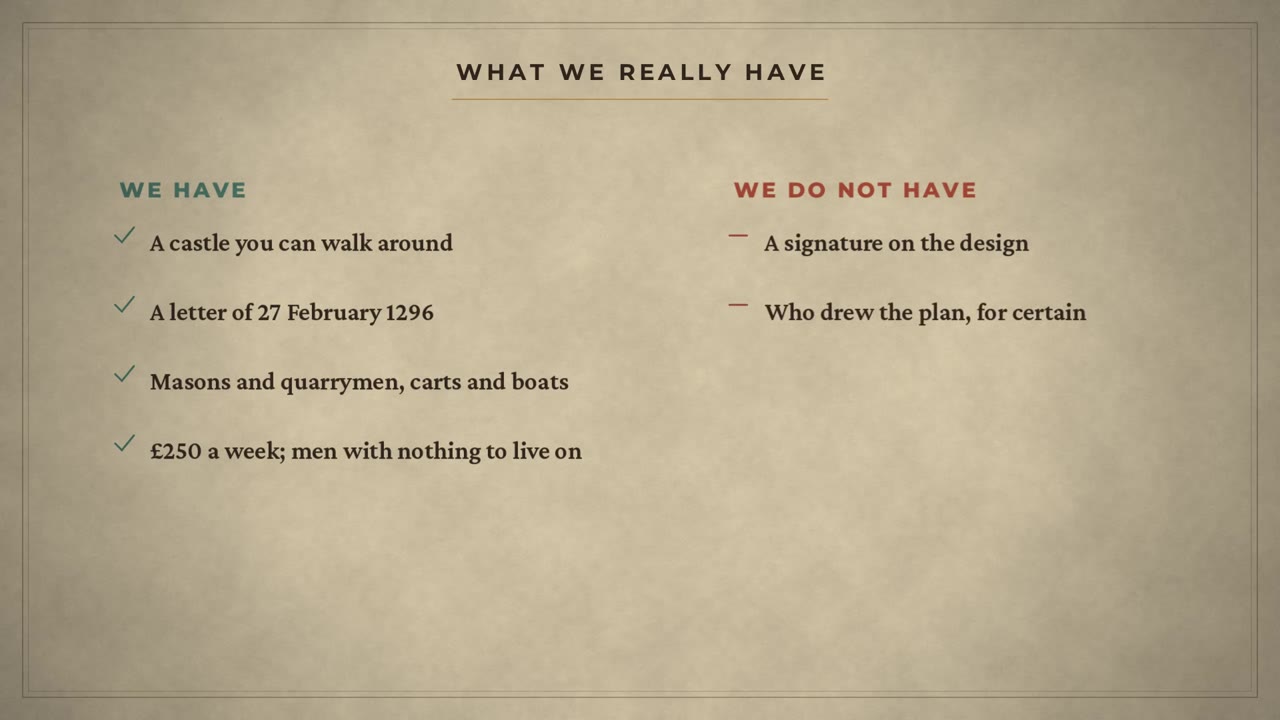 WHAT WE REALLY HAVE
WE HAVE
A castle you can walk around
A letter of 27 February 1296
Masons and quarrymen, carts and boats
£250 a week; men with nothing to live on
WE DO NOT HAVE
A signature on the design
Who drew the plan, for certain